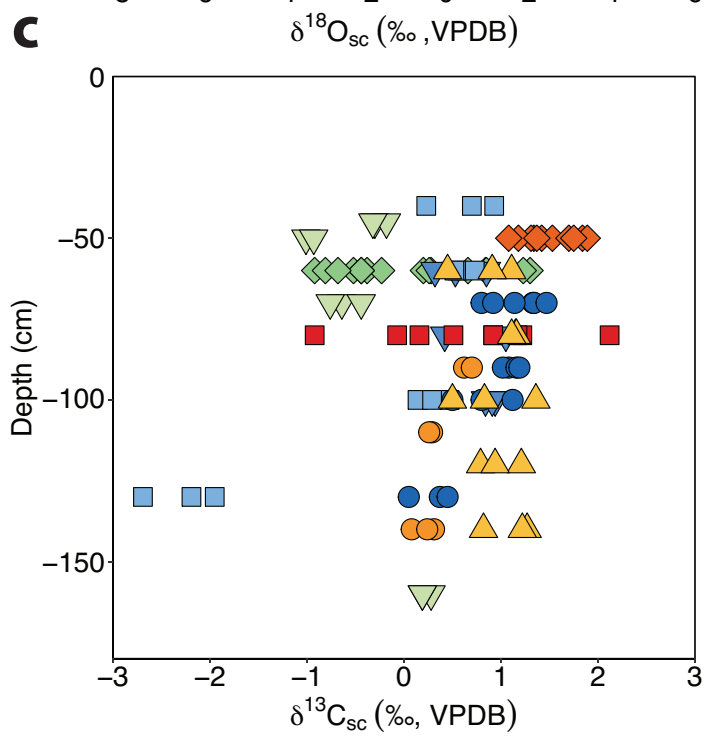 C
δ18Osc (‰ ,VPDB)
0
−50
−100
−150
Depth (cm)
−3 −2 −1 0 1 2 3
δ13Csc (‰, VPDB)